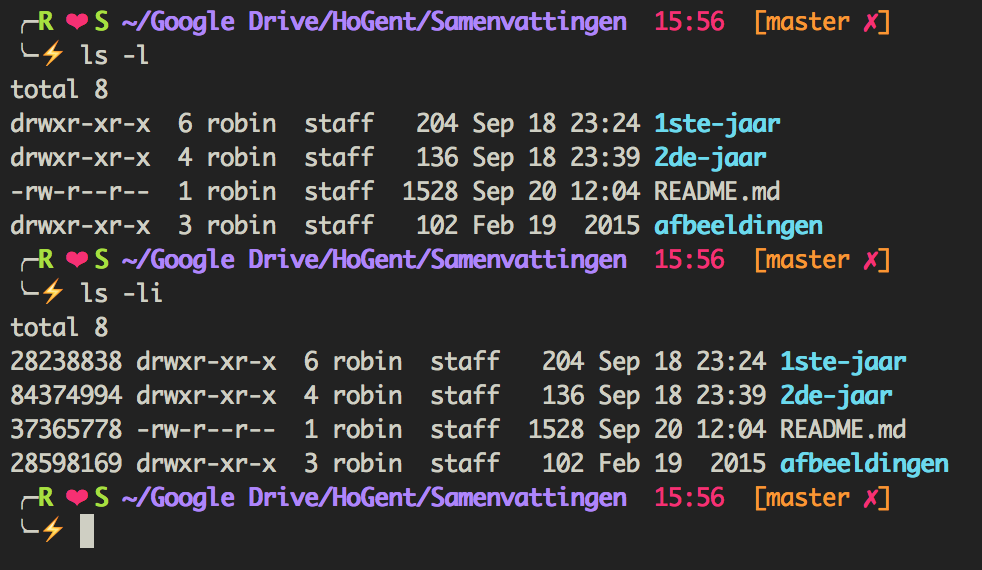 ╭─R ❤ S ~/Google Drive/HoGent/Samenvattingen  15:56  [master ✗]
╰─⚡ ls -l
total 8
drwxr-xr-x  6 robin  staff   204 Sep 18 23:24 1ste-jaar
drwxr-xr-x  4 robin  staff   136 Sep 18 23:39 2de-jaar
-rw-r--r--  1 robin  staff  1528 Sep 20 12:04 README.md
drwxr-xr-x  3 robin  staff   102 Feb 19  2015 afbeeldingen
╭─R ❤ S ~/Google Drive/HoGent/Samenvattingen  15:56  [master ✗]
╰─⚡ ls -li
total 8
28238838 drwxr-xr-x  6 robin  staff   204 Sep 18 23:24 1ste-jaar
84374994 drwxr-xr-x  4 robin  staff   136 Sep 18 23:39 2de-jaar
37365778 -rw-r--r--  1 robin  staff  1528 Sep 20 12:04 README.md
28598169 drwxr-xr-x  3 robin  staff   102 Feb 19  2015 afbeeldingen
╭─R ❤ S ~/Google Drive/HoGent/Samenvattingen  15:56  [master ✗]
╰─⚡